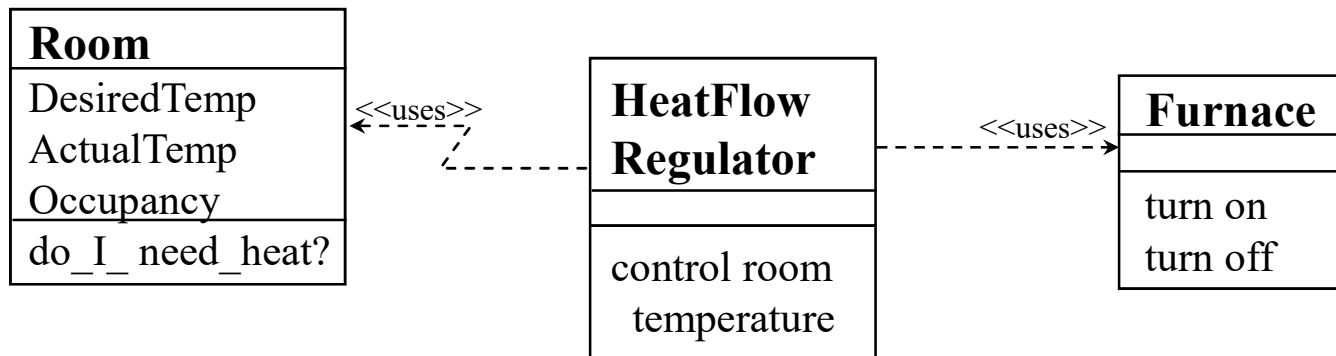 Room
DesiredTemp
ActualTemp
Occupancy
do_I_ need_heat?
<<uses>>
HeatFlow
Regulator
control room
temperature
<<uses>>
Furnace
turn on
turn off